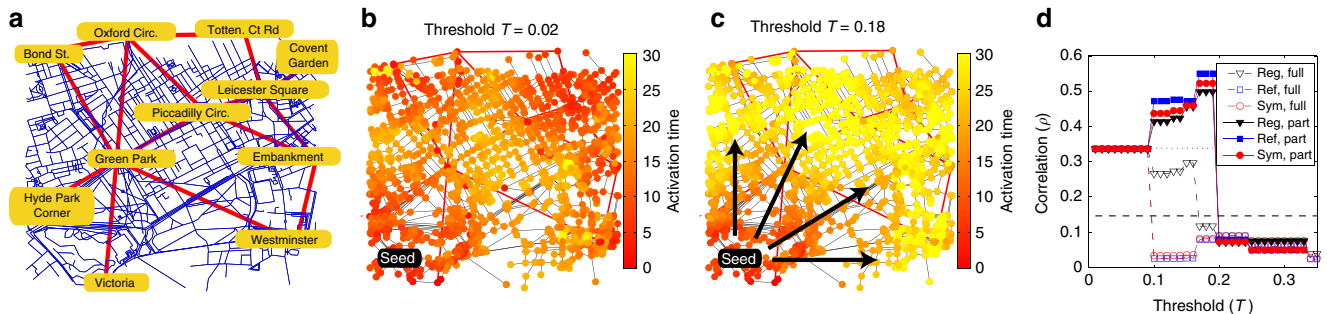 a
Oxford Circ.
Totten. Ct Rd
Bond St.
Covent
Garden
Leicester Square
Piccadilly Circ.
Green Park
Embankment
Hyde Park
Corner
Westminster
Victoria
b
Threshold T = 0.02
Seed
30
25
20
15
10
5
0
Activation time
c
Threshold T = 0.18
Seed
30
25
20
15
10
5
0
Activation time
d
0.6
0.5
0.4
0.3
0.2
0.1
0
Correlation (ρ)
Reg, full
Ref, full
Sym, full
Reg, part
Ref, part
Sym, part
0 0.1 0.2 0.3
Threshold (T)